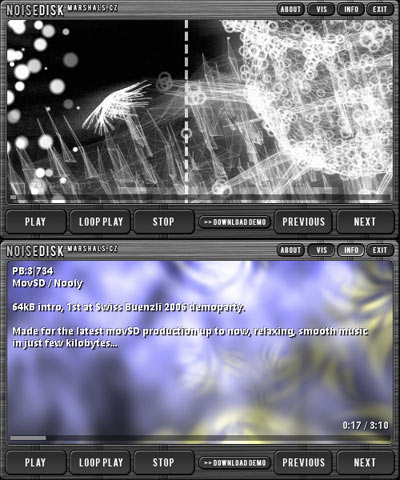 NOISEDISK MARSHALS.CZ ABOUT VIS INFO EXIT
PLAY LOOP PLAY STOP >> DOWNLOAD DEMO PREVIOUS NEXT
NOISEDISK MARSHALS.CZ ABOUT VIS INFO EXIT
PB:3|734
MovSD / Nooly
64kB intro, 1st at Swiss Buenzli 2006 demoparty.
Made for the latest movSD production up to now, relaxing, smooth music
in just few kilobytes...
0:17 / 3:10
PLAY LOOP PLAY STOP >> DOWNLOAD DEMO PREVIOUS NEXT